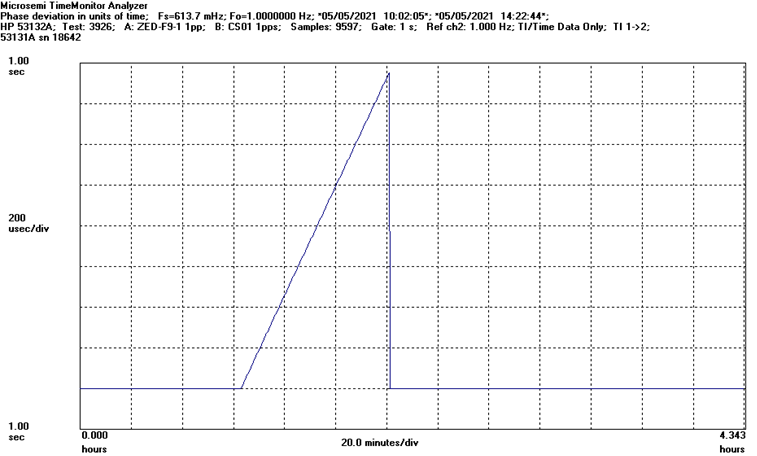 Microsemi TimeMonitor Analyzer
Phase deviation in units of time; Fs=613.7 mHz; Fo=1.0000000 Hz; *05/05/2021 10:02:05*; *05/05/2021 14:22:44*;
HP 53132A; Test: 3926; A: ZED-F9-1 1pp; B: CS01 1pps; Samples: 9597; Gate: 1 s; Ref ch2: 1.000 Hz; TI/Time Data Only; TI 1->2;
53131A sn 18642
1.00
sec
200
usec/div
1.00
sec
0.000
hours
20.0 minutes/div
4.343
hours